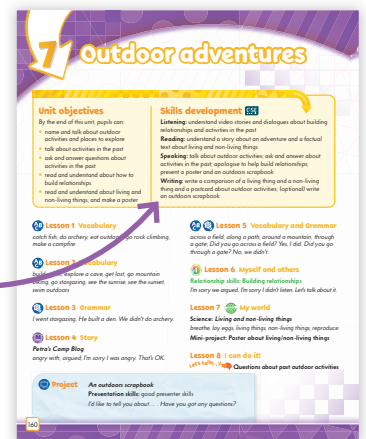 7 Outdoor adventures
Unit objectives
By the end of this unit, pupils can:
• name and talk about outdoor
activities and places to explore
• talk about activities in the past
• ask and answer questions about
activities in the past
• read and understand about how to
build relationships
• read and understand about living and
non-living things, and make a poster
Skills development GSE
Listening: understand video stories and dialogues about building
relationships and activities in the past
Reading: understand a story about an adventure and a factual
text about living and non-living things
Speaking: talk about outdoor activities; ask and answer about
activities in the past; apologise to help build relationships;
present a poster and an outdoors scrapbook
Writing: write a comparison of a living thing and a non-living
thing and a postcard about outdoor activities; (optional) write
an outdoors scrapbook
Lesson 1 Vocabulary
catch fish, do archery, eat outdoors, go rock climbing,
make a campfire
Lesson 2 Vocabulary
explore a cave, get lost, go mountain
biking, go stargazing, see the sunrise, see the sunset,
swim outdoors
Lesson 3 Grammar
I went stargazing. He built a den. We didn't do archery.
Lesson 4 Story
Petra's Camp Blog
angry with, argued; I'm sorry I was angry. That's OK.
Lesson 5 Vocabulary and Grammar
across a field, along a path, around a mountain, through
a gate; Did you go across a field? Yes, I did. Did you go
through a gate? No, we didn't.
Lesson 6 Myself and others
Relationship skills: Building relationships
I'm sorry we argued. I'm sorry I didn't listen. Let's talk about it.
Lesson 7 My world
Science: Living and non-living things
breathe, lay eggs, living things, non-living things, reproduce
Mini-project: Poster about living/non-living things
Lesson 8 I can do it!
Let's talk Questions about past outdoor activities
Project An outdoors scrapbook
Presentation skills: good presenter skills
I'd like to tell you about… . Have you got any questions?
160